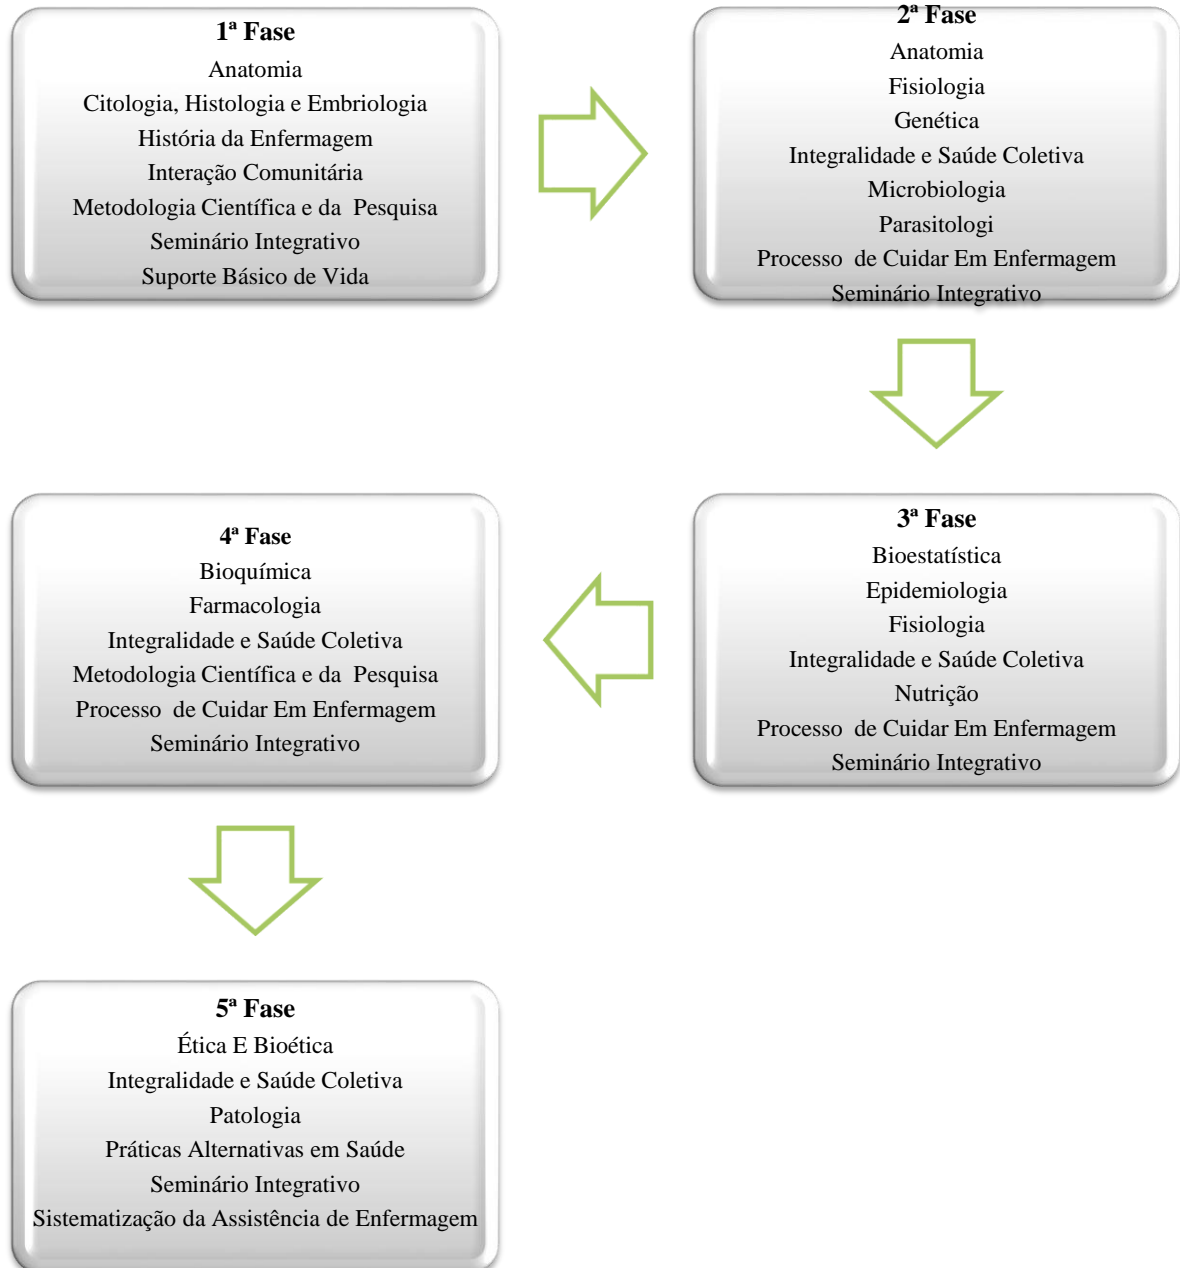 1ª Fase
Anatomia
Citologia, Histologia e Embriologia
História da Enfermagem
Interação Comunitária
Metodologia Científica e da  Pesquisa
Seminário Integrativo
Suporte Básico de Vida
2ª Fase
Anatomia
Fisiologia
Genética
Integralidade e Saúde Coletiva
Microbiologia
Parasitologi
Processo  de Cuidar Em Enfermagem
Seminário Integrativo
3ª Fase
Bioestatística
Epidemiologia
Fisiologia
Integralidade e Saúde Coletiva
Nutrição
Processo  de Cuidar Em Enfermagem
Seminário Integrativo
4ª Fase
Bioquímica
Farmacologia
Integralidade e Saúde Coletiva
Metodologia Científica e da  Pesquisa
Processo  de Cuidar Em Enfermagem
Seminário Integrativo
5ª Fase
Ética E Bioética
Integralidade e Saúde Coletiva
Patologia
Práticas Alternativas em Saúde
Seminário Integrativo
Sistematização da Assistência de Enfermagem